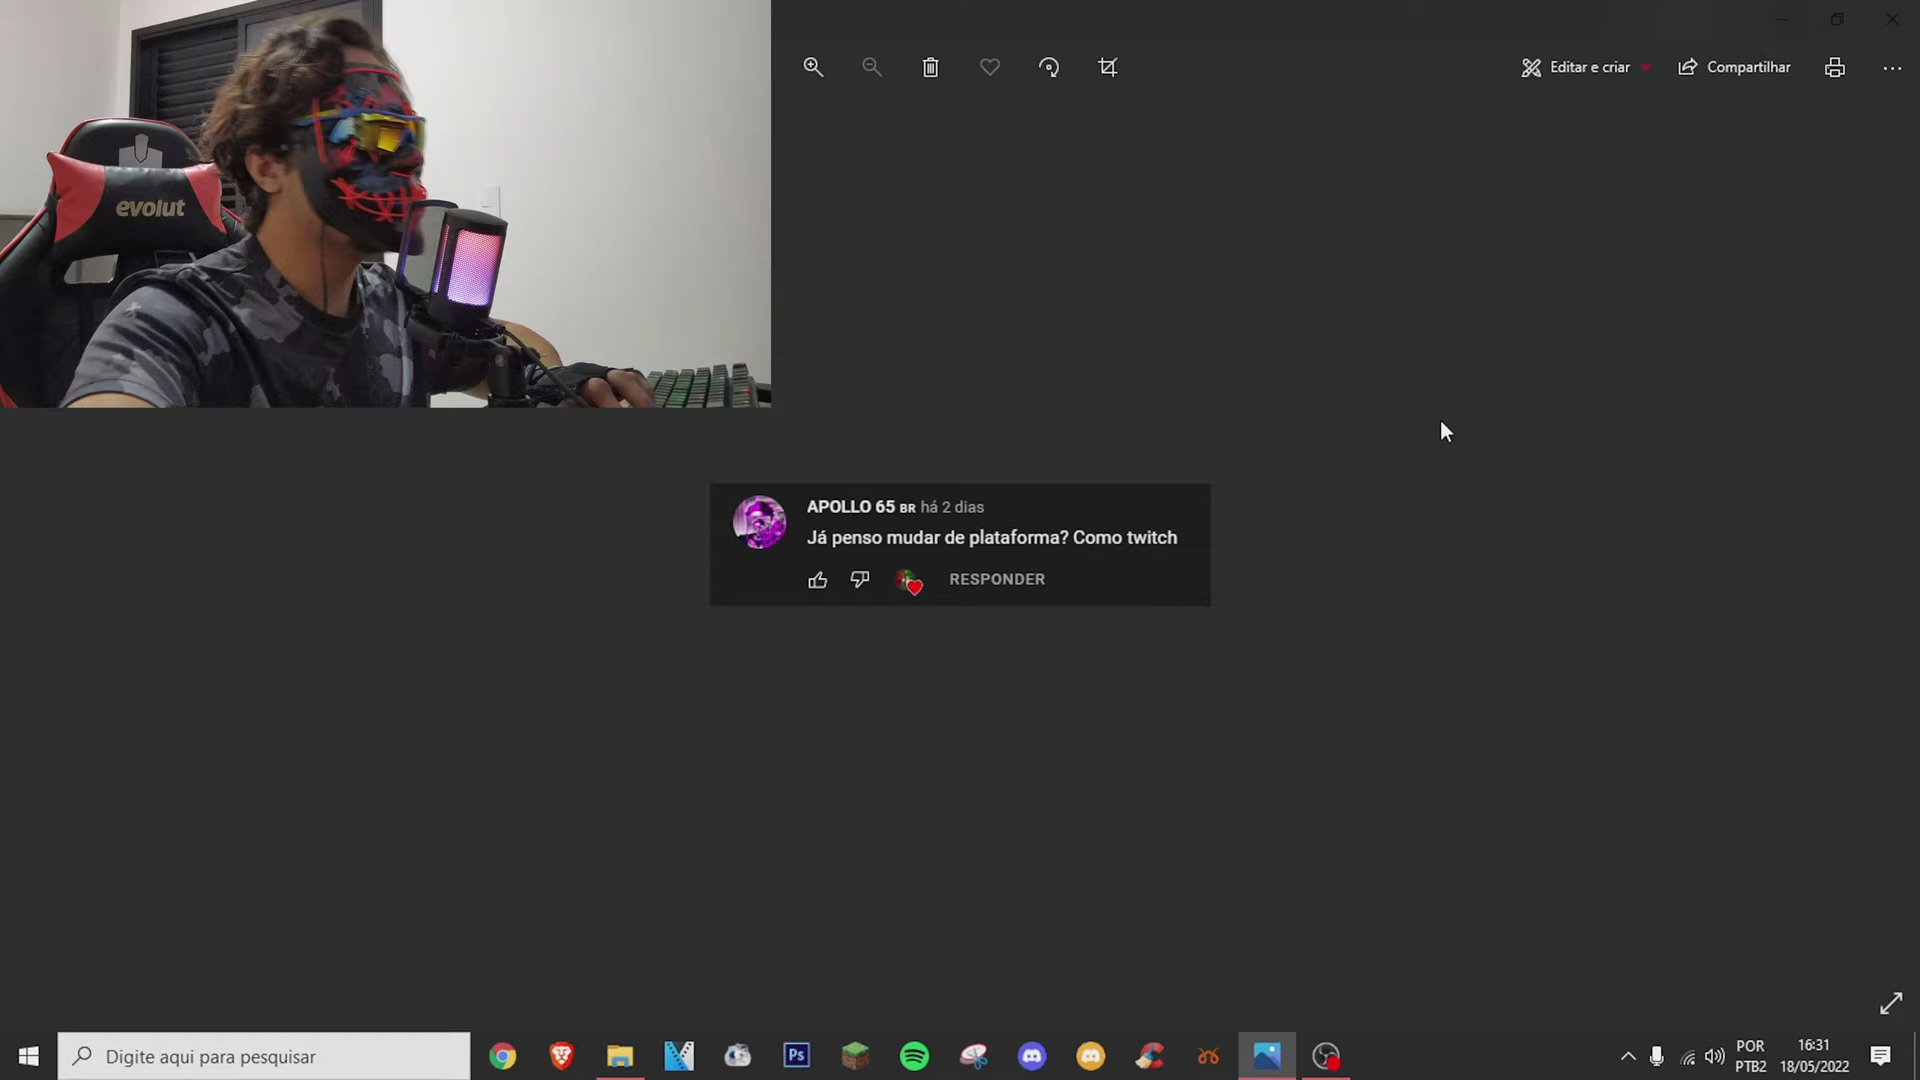 evolut
Editar e criar
Compartilhar
APOLLO 65 BR há 2 dias
Já penso mudar de plataforma? Como twitch
RESPONDER
Digite aqui para pesquisar
Ps
POR
PTB2
16:31
18/05/2022